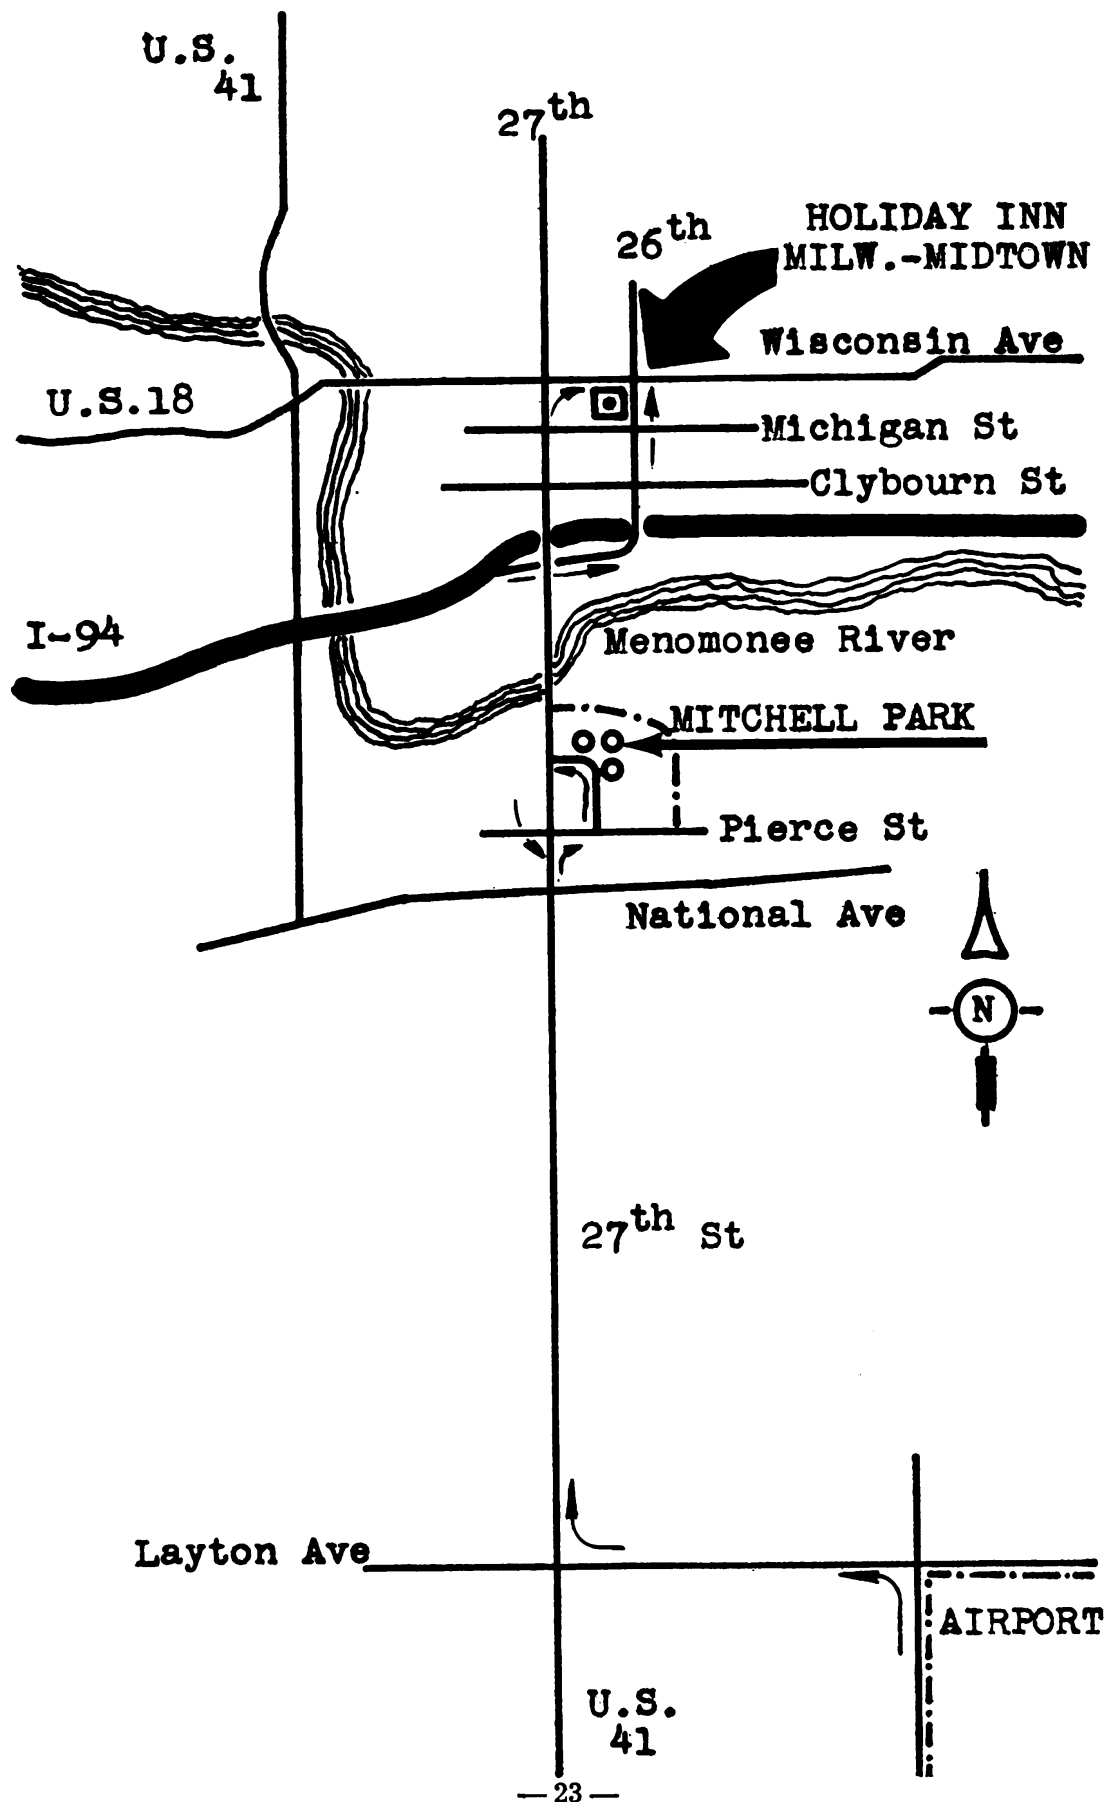 U.S.
41
27th
26th
HOLIDAY INN
MILW.-MIDTOWN
Wisconsin Ave
U.S.18
Michigan St
Clybourn St
I-94
Menomonee River
MITCHELL PARK
Pierce St
National Ave
N
27th St
Layton Ave
AIRPORT
U.S.
41
— 23 —